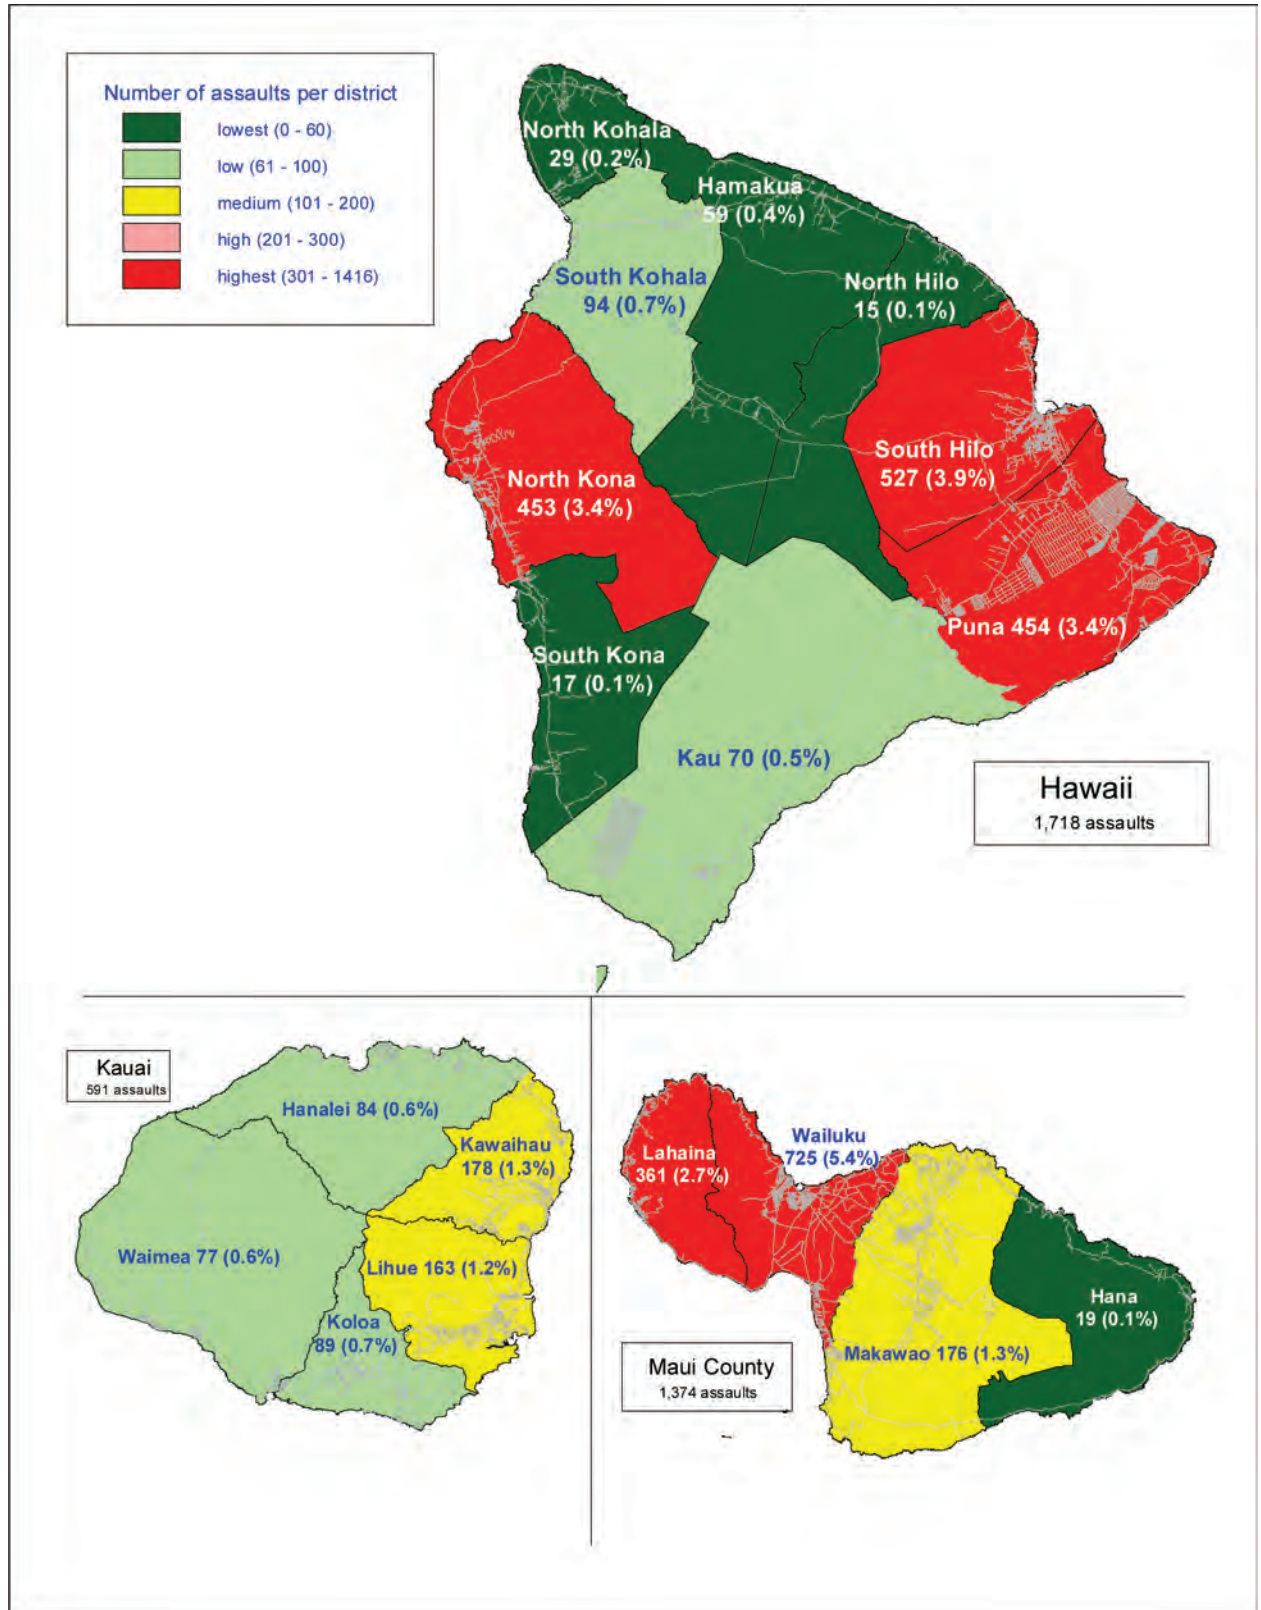 Number of assaults per district
lowest (0 - 60)
low (61 - 100)
medium (101 - 200)
high (201 - 300)
highest (301 - 1416)
North Kohala
29 (0.2%)
Hamakua
59 (0.4%)
South Kohala
94 (0.7%)
North Hilo
15 (0.1%)
North Kona
453 (3.4%)
South Hilo
527 (3.9%)
Puna 454 (3.4%)
South Kona
17 (0.1%)
Kau 70 (0.5%)
Hawaii
1,718 assaults
Kauai
591 assaults
Hanalei 84 (0.6%)
Kawaihau
178 (1.3%)
Waimea 77 (0.6%)
Lihue 163 (1.2%)
Koloa
89 (0.7%)
Lahaina
361 (2.7%)
Wailuku
725 (5.4%)
Hana
19 (0.1%)
Makawao 176 (1.3%)
Maui County
1,374 assaults